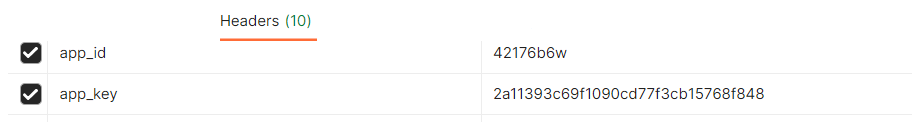 Headers (10)
app_id 42176b6w
app_key 2a11393c69f1090cd77f3cb15768f848